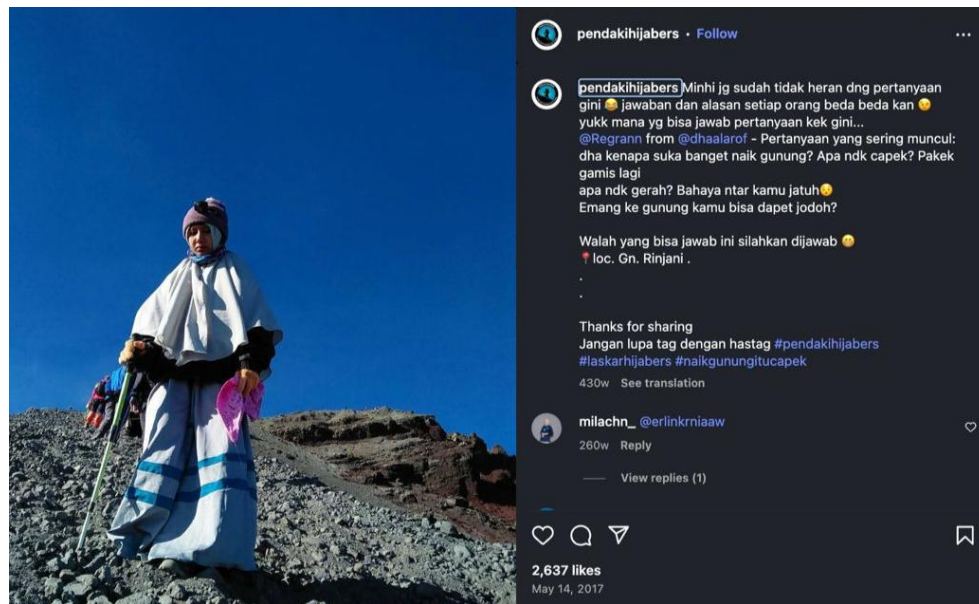 pendakihijabers • Follow
pendakihijabers Minhi jg sudah tidak heran dng pertanyaan
gini 😂 jawaban dan alasan setiap orang beda beda kan 😚
yukk mana yg bisa jawab pertanyaan kek gini...
@Regrann from @dhaalarof - Pertanyaan yang sering muncul:
dha kenapa suka banget naik gunung? Apa ndk capek? Pakek
gamis lagi
apa ndk gerah? Bahaya ntar kamu jatuh😥
Emang ke gunung kamu bisa dapet jodoh?
Walah yang bisa jawab ini silahkan dijawab 😁
📍loc. Gn. Rinjani .
.
.
Thanks for sharing
Jangan lupa tag dengan hastag #pendakihijabers
#laskarhijabers #naikgunungitucapek
430w See translation
milachn_ @erlinkrniaaw
260w Reply
View replies (1)
2,637 likes
May 14, 2017